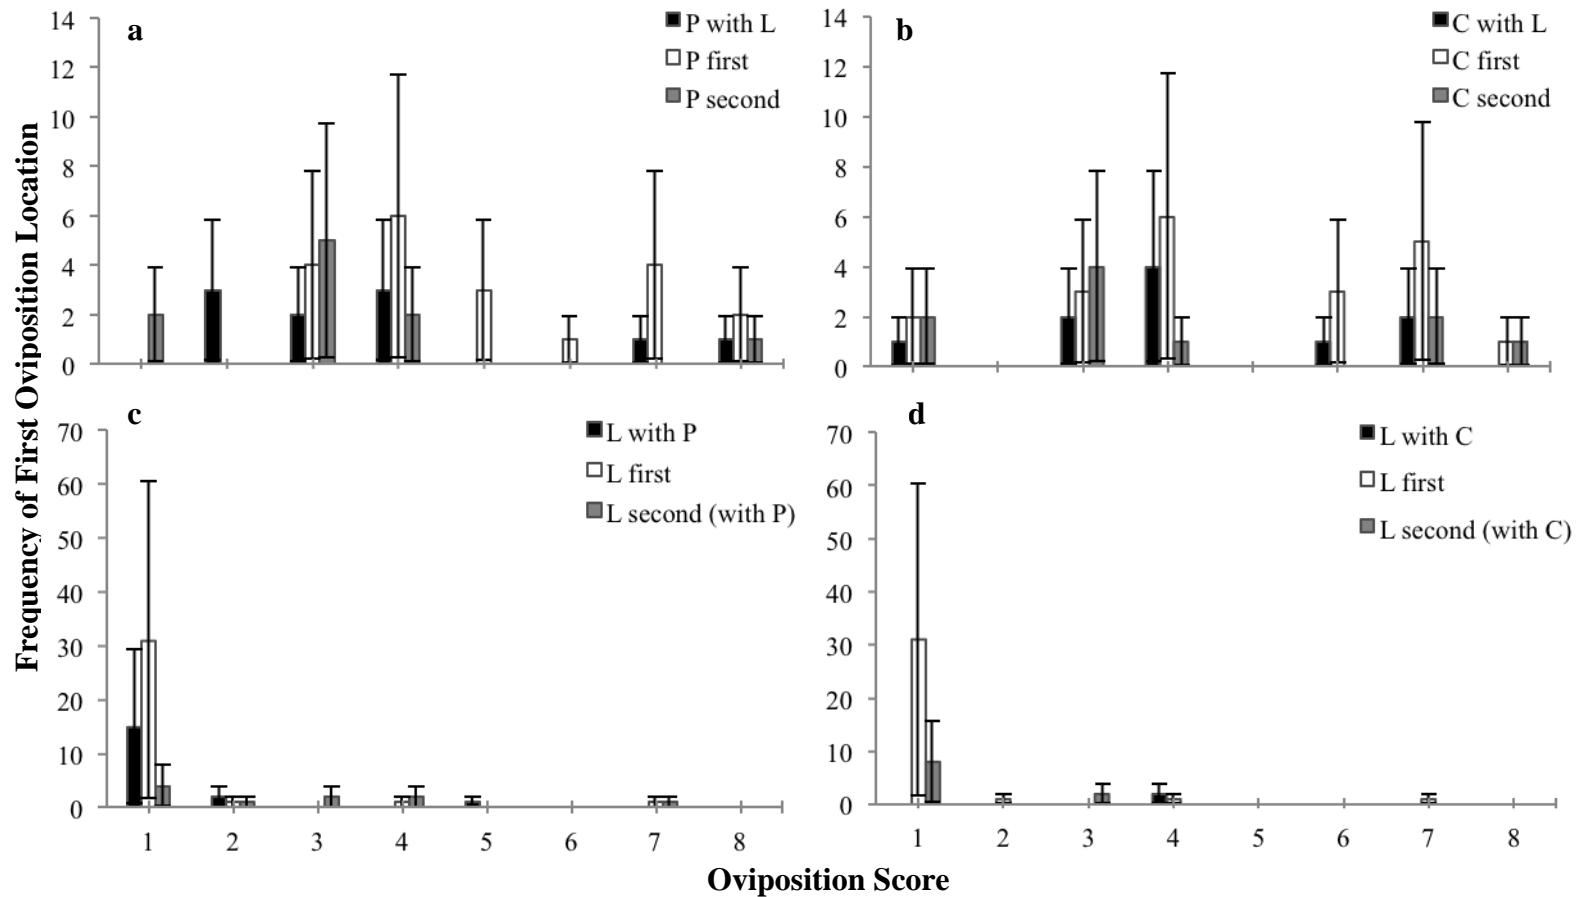 a
P with L
P first
P second
14
12
10
8
6
4
2
0
b
C with L
C first
C second
14
12
10
8
6
4
2
0
Frequency of First Oviposition Location
c
L with P
L first
L second (with P)
70
60
50
40
30
20
10
0
1 2 3 4 5 6 7 8
d
L with C
L first
L second (with C)
70
60
50
40
30
20
10
0
1 2 3 4 5 6 7 8
Oviposition Score